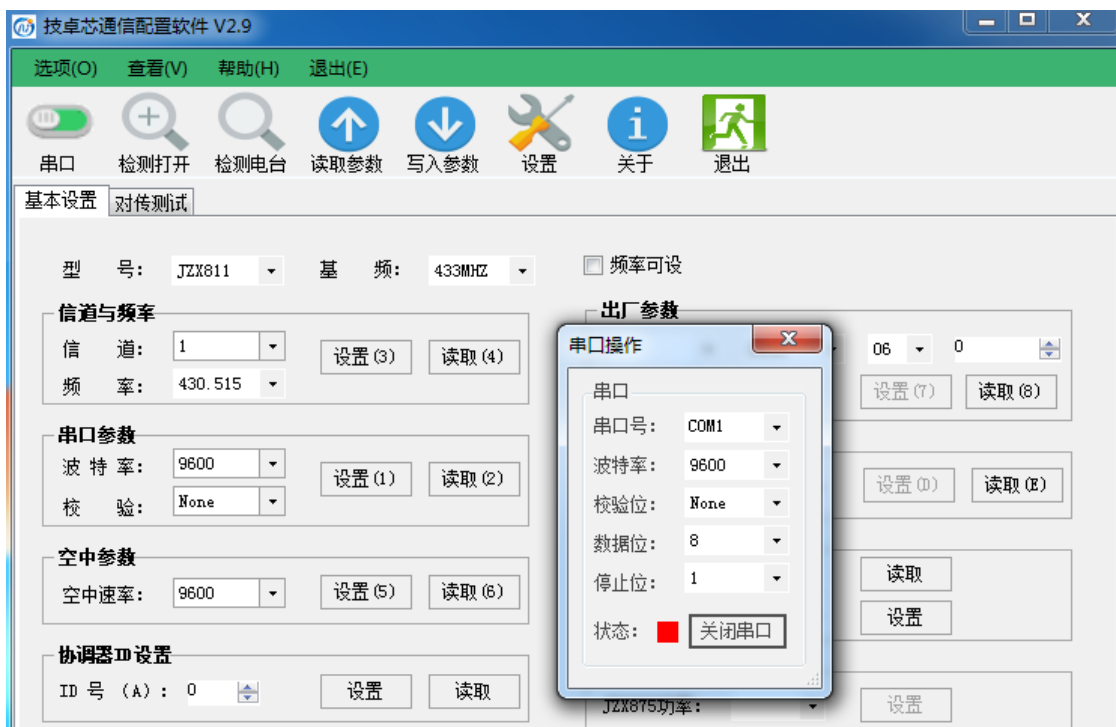 技卓芯通信配置软件 V2.9
选项(O) 查看(V) 帮助(H) 退出(E)
串口 检测打开 检测电台 读取参数 写入参数 设置 关于 退出
基本设置 对传测试
型 号: JZX811 基 频: 433MHZ 频率可设
信道与频率
信 道: 1 设置(3) 读取(4)
频 率: 430.515
串口参数
波 特 率: 9600 设置(1) 读取(2)
校 验: None
空中参数
空中速率: 9600 设置(5) 读取(6)
协调器ID设置
ID 号 (A): 0 设置 读取
出厂参数
06 0
设置(7) 读取(8)
设置(D) 读取(E)
读取
设置
JZX875功率: 设置
串口操作
串口
串口号: COM1
波特率: 9600
校验位: None
数据位: 8
停止位: 1
状态: 关闭串口